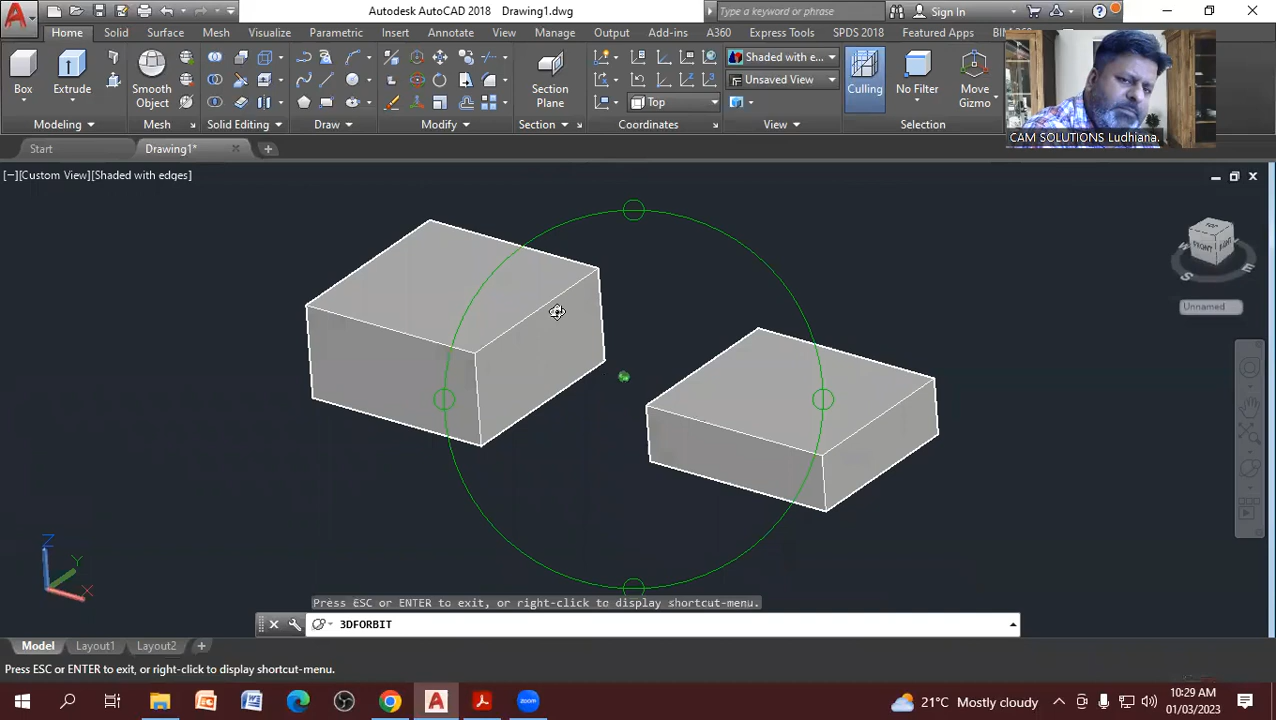 Autodesk AutoCAD 2018 Drawing1.dwg
Type a keyword or phrase
Sign In
Home Solid Surface Mesh Visualize Parametric Insert Annotate View Manage Output Add-ins A360 Express Tools SPDS 2018 Featured Apps
Box
Extrude
Smooth
Object
Section
Plane
Shaded with e...
Unsaved View
Top
Culling
No Filter
Move
Gizmo
Modeling
Mesh
Solid Editing
Draw
Modify
Section
Coordinates
View
Selection
CAM SOLUTIONS Ludhiana.
Start
Drawing1*
[−][Custom View][Shaded with edges]
TOP
FRONT
S
E
Unnamed
Z
Y
X
Press ESC or ENTER to exit, or right-click to display shortcut-menu.
3DFORBIT
Model Layout1 Layout2
Press ESC or ENTER to exit, or right-click to display shortcut-menu.
21°C Mostly cloudy
10:29 AM
01/03/2023